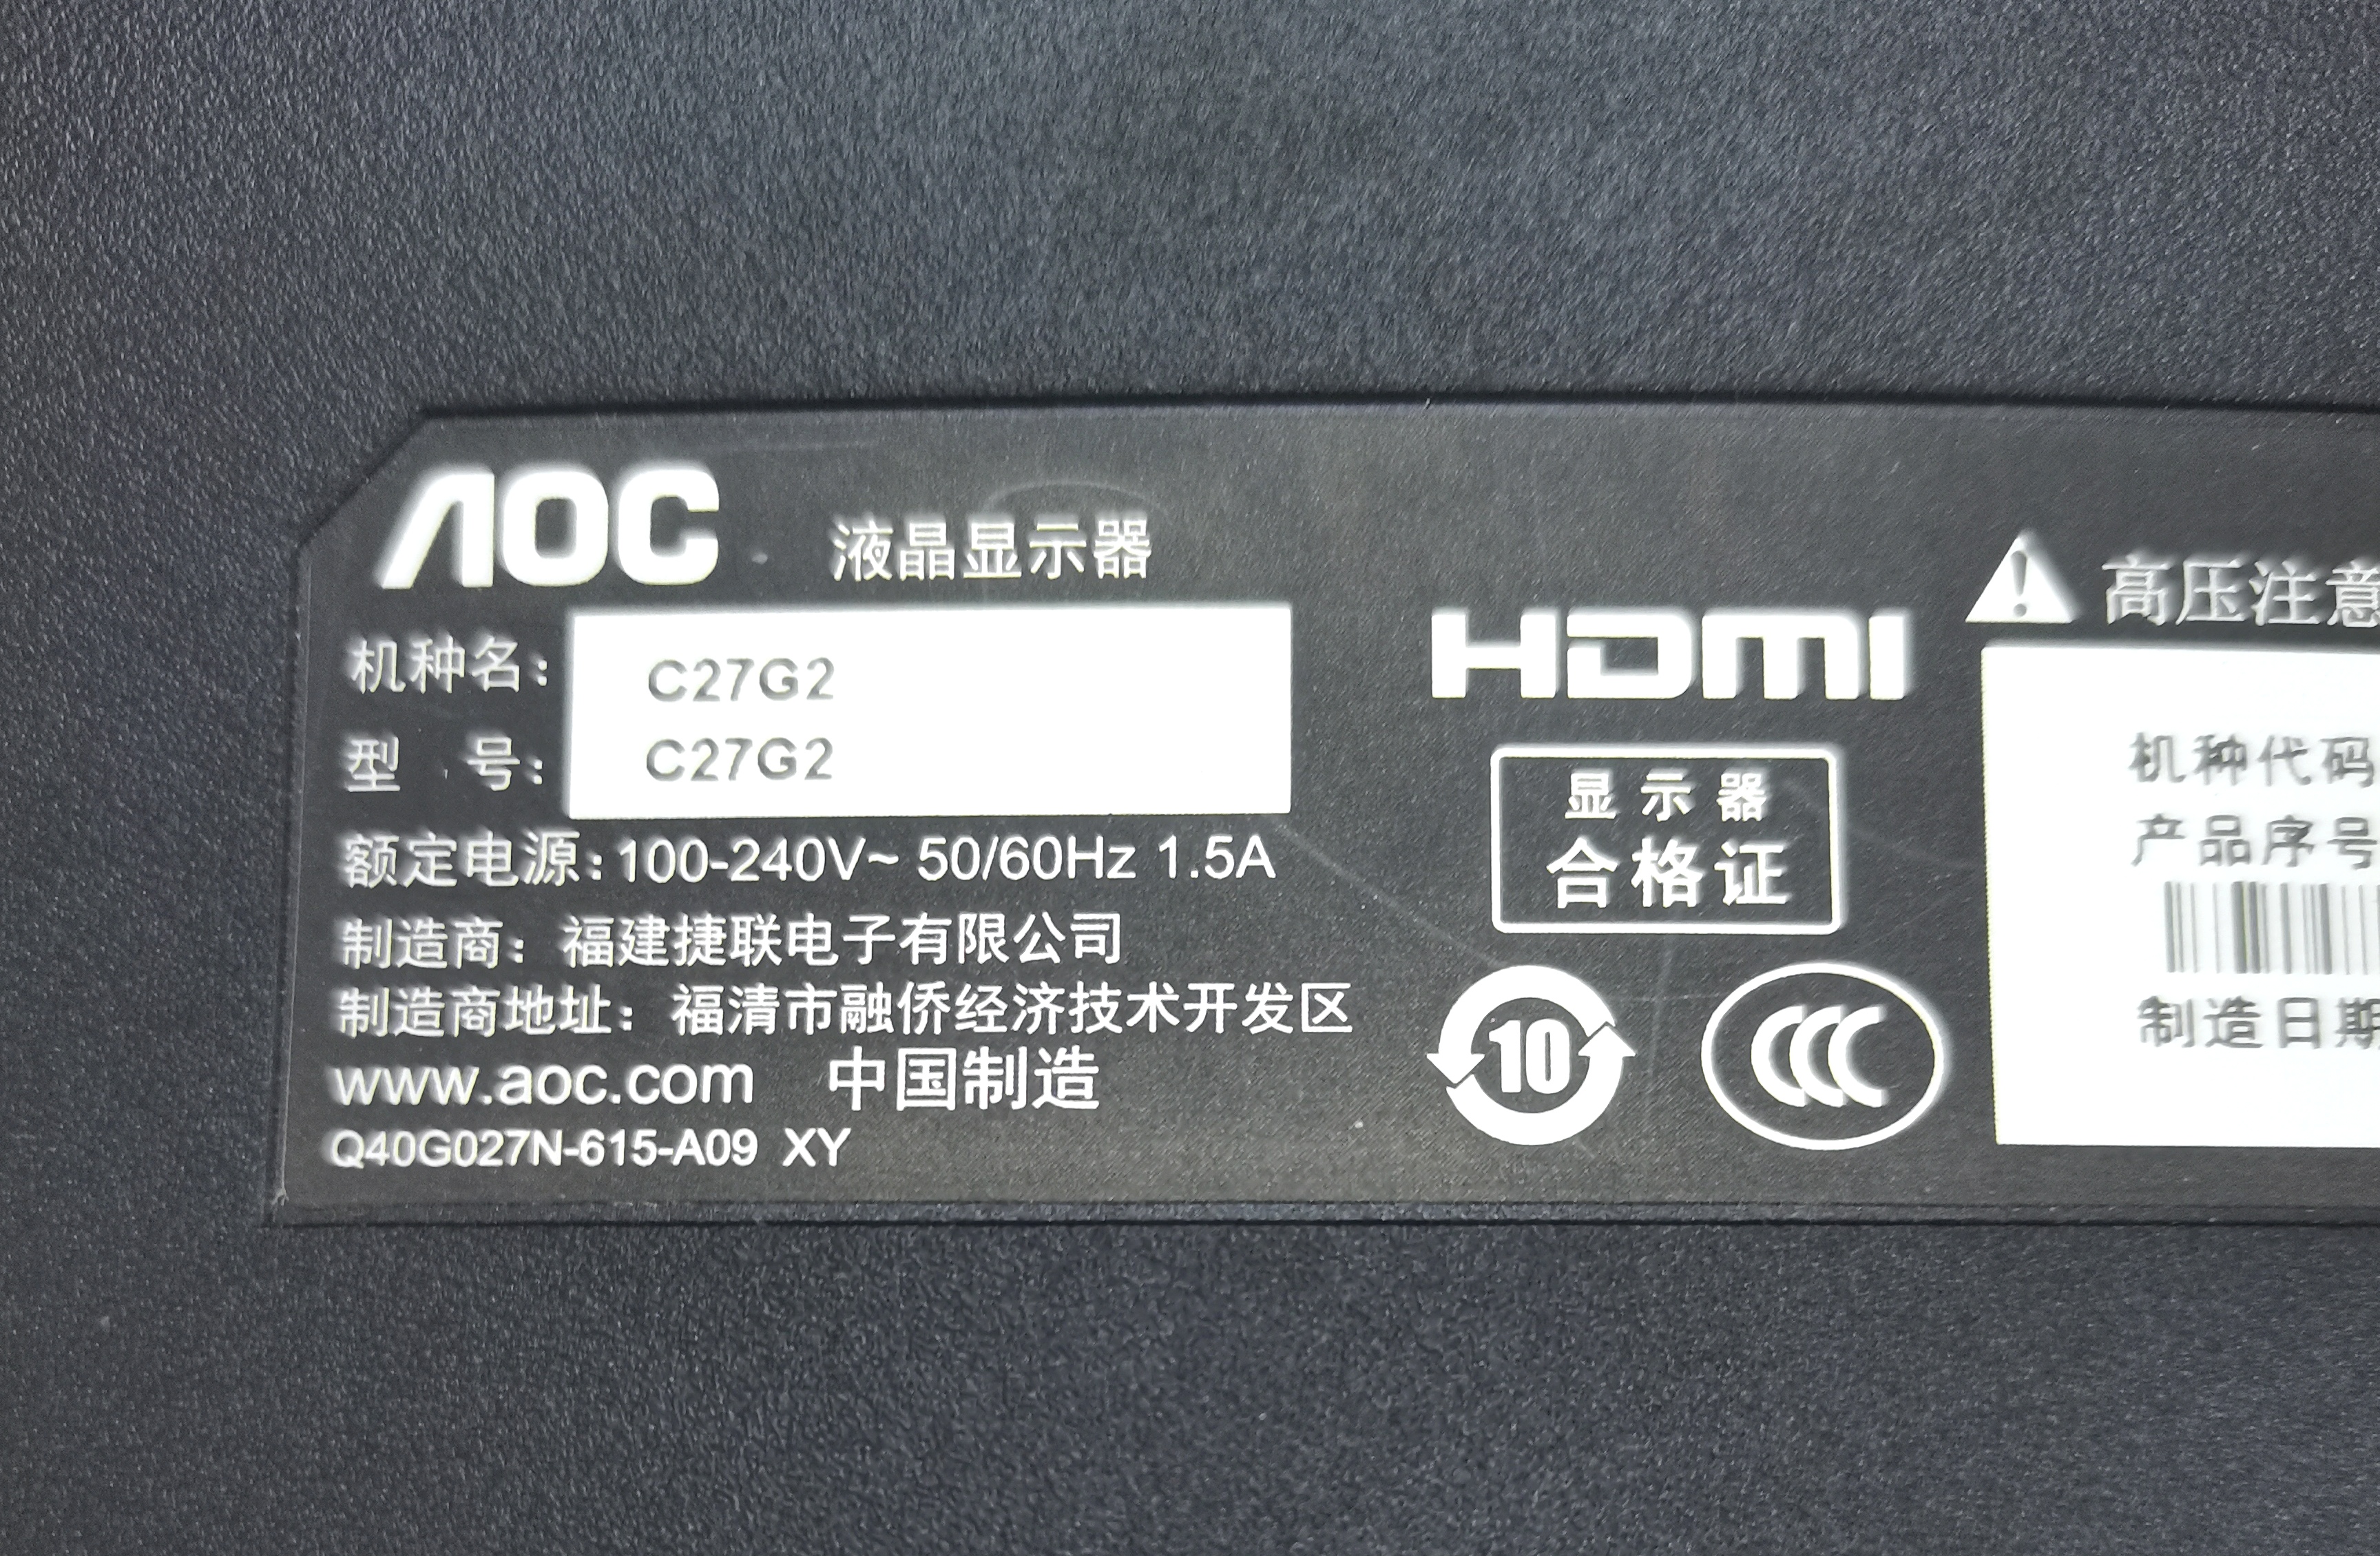 AOC 液晶显示器
机种名： C27G2
型 号： C27G2
额定电源：100-240V~ 50/60Hz 1.5A
制造商：福建捷联电子有限公司
制造商地址：福清市融侨经济技术开发区
www.aoc.com 中国制造
Q40G027N-615-A09 XY
HDMI
显示器
合格证
10
CCC
高压注意
机种代码
产品序号
制造日期